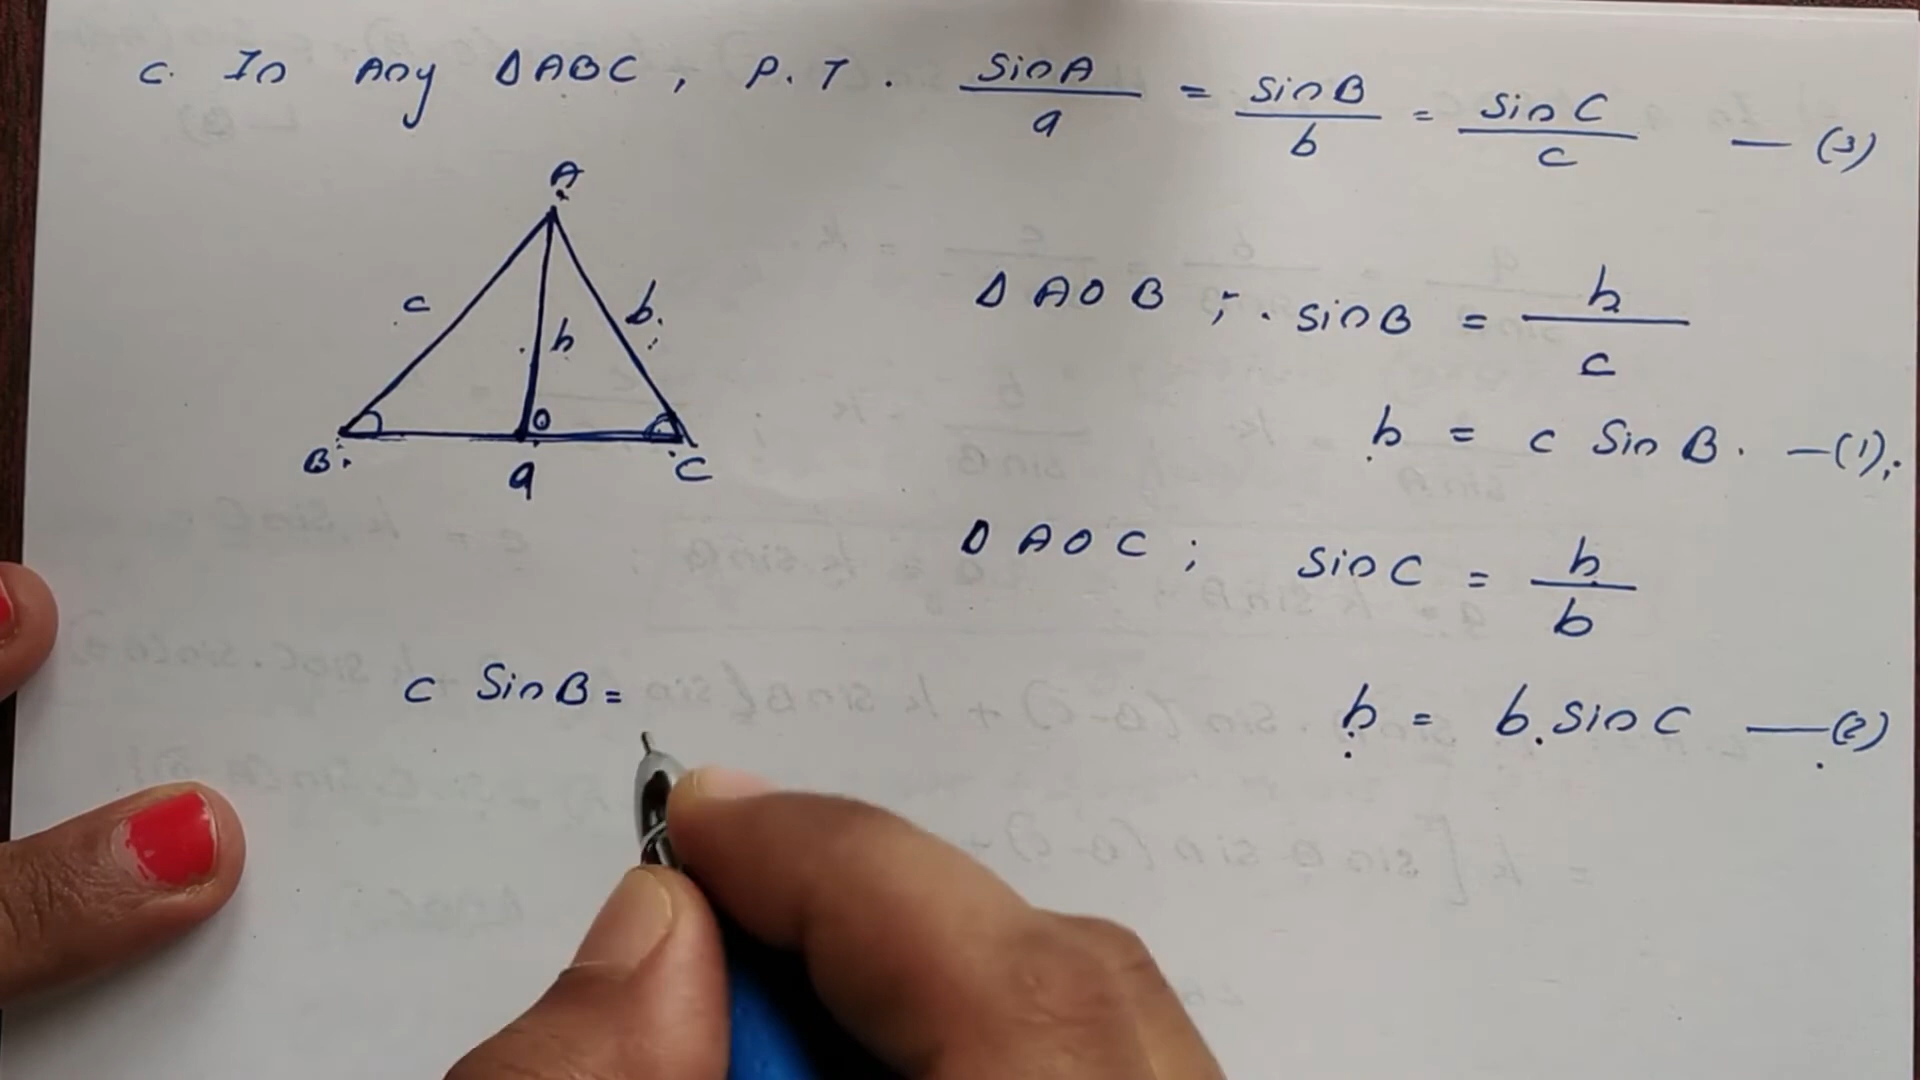 c. In Any ΔABC, P.T. sinA/a = sinB/b = sinC/c — (3)
A
c
b.
h
O
B
a
C
ΔAOB ; sinB = h/c
h = c SinB. —(1),
ΔAOC ; sinC = h/b
c SinB =
h = b.sinC —(2)